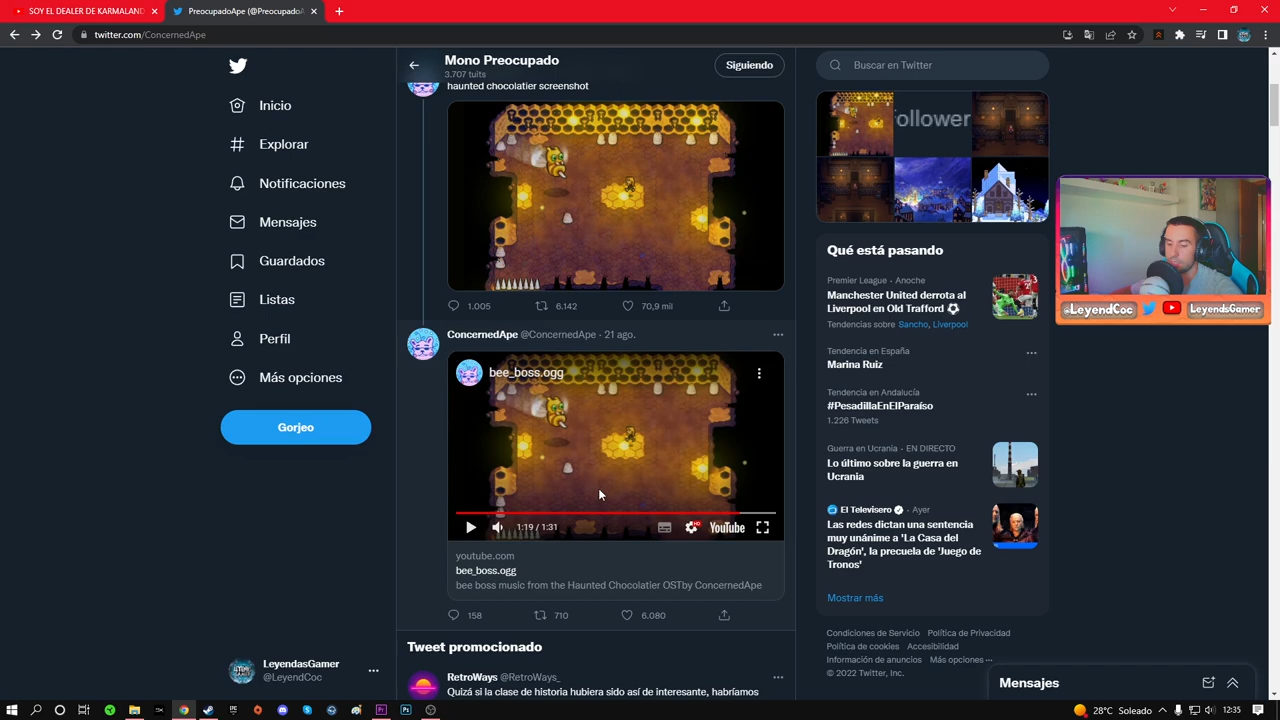 SOY EL DEALER DE KARMALAND
PreocupadoApe (@PreocupadoA
twitter.com/ConcernedApe
Inicio
Explorar
Notificaciones
Mensajes
Guardados
Listas
Perfil
Más opciones
Gorjeo
LeyendasGamer
@LeyendCoc
Mono Preocupado
3.707 tuits
Siguiendo
haunted chocolatier screenshot
1.005 6.142 70,9 mil
ConcernedApe @ConcernedApe · 21 ago.
bee_boss.ogg
1:19 / 1:31
HD
YouTube
youtube.com
bee_boss.ogg
bee boss music from the Haunted Chocolatier OSTby ConcernedApe
158 710 6.080
Tweet promocionado
RetroWays @RetroWays_
Quizá si la clase de historia hubiera sido así de interesante, habríamos
Buscar en Twitter
ollower
Qué está pasando
Premier League · Anoche
Manchester United derrota al
Liverpool en Old Trafford ⚽
Tendencias sobre Sancho, Liverpool
Tendencia en España
Marina Ruiz
Tendencia en Andalucía
#PesadillaEnElParaíso
1.226 Tweets
Guerra en Ucrania · EN DIRECTO
Lo último sobre la guerra en
Ucrania
El Televisero · Ayer
Las redes dictan una sentencia
muy unánime a 'La Casa del
Dragón', la precuela de 'Juego de
Tronos'
Mostrar más
Condiciones de Servicio Política de Privacidad
Política de cookies Accesibilidad
Información de anuncios Más opciones ···
© 2022 Twitter, Inc.
Mensajes
@LeyendCoc
LeyendsGamer
28°C Soleado
12:35